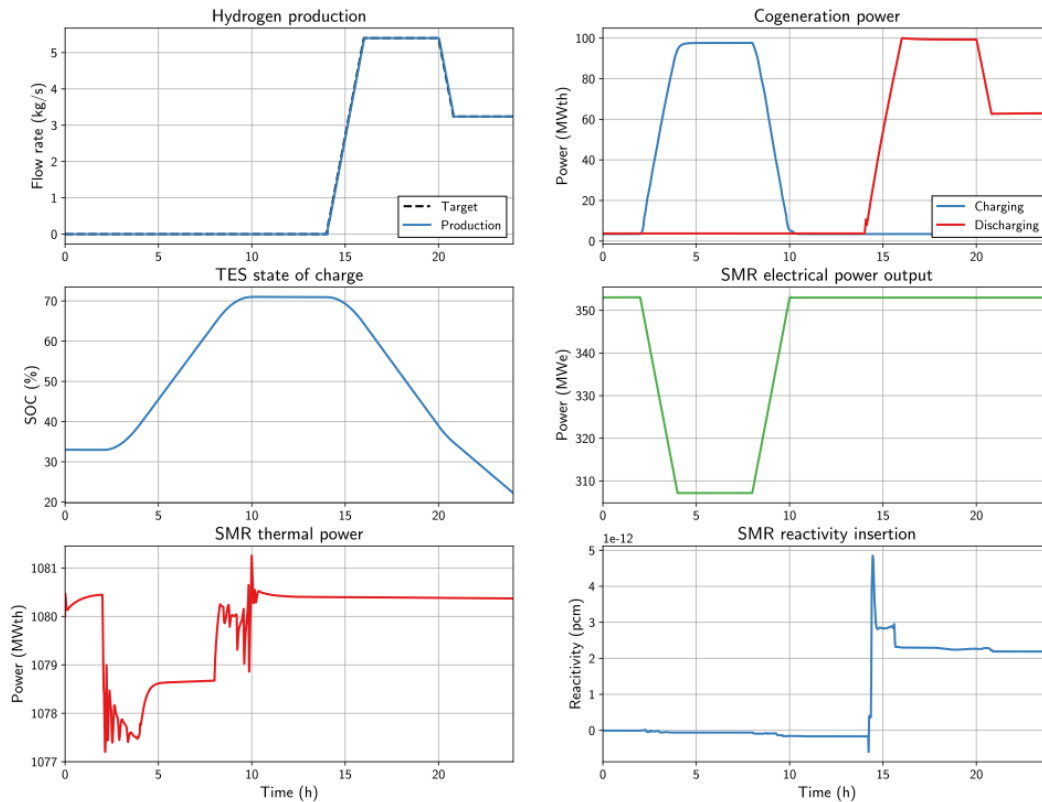 Hydrogen production
Flow rate (kg/s)
5
4
3
2
1
0
Target
Production
0 5 10 15 20
Cogeneration power
Power (MWth)
100
80
60
40
20
0
Charging
Discharging
0 5 10 15 20
TES state of charge
SOC (%)
70
60
50
40
30
20
0 5 10 15 20
SMR electrical power output
Power (MWe)
350
340
330
320
310
0 5 10 15 20
SMR thermal power
Power (MWth)
1081
1080
1079
1078
1077
0 5 10 15 20
Time (h)
SMR reactivity insertion
1e-12
Reacitivity (pcm)
5
4
3
2
1
0
0 5 10 15 20
Time (h)